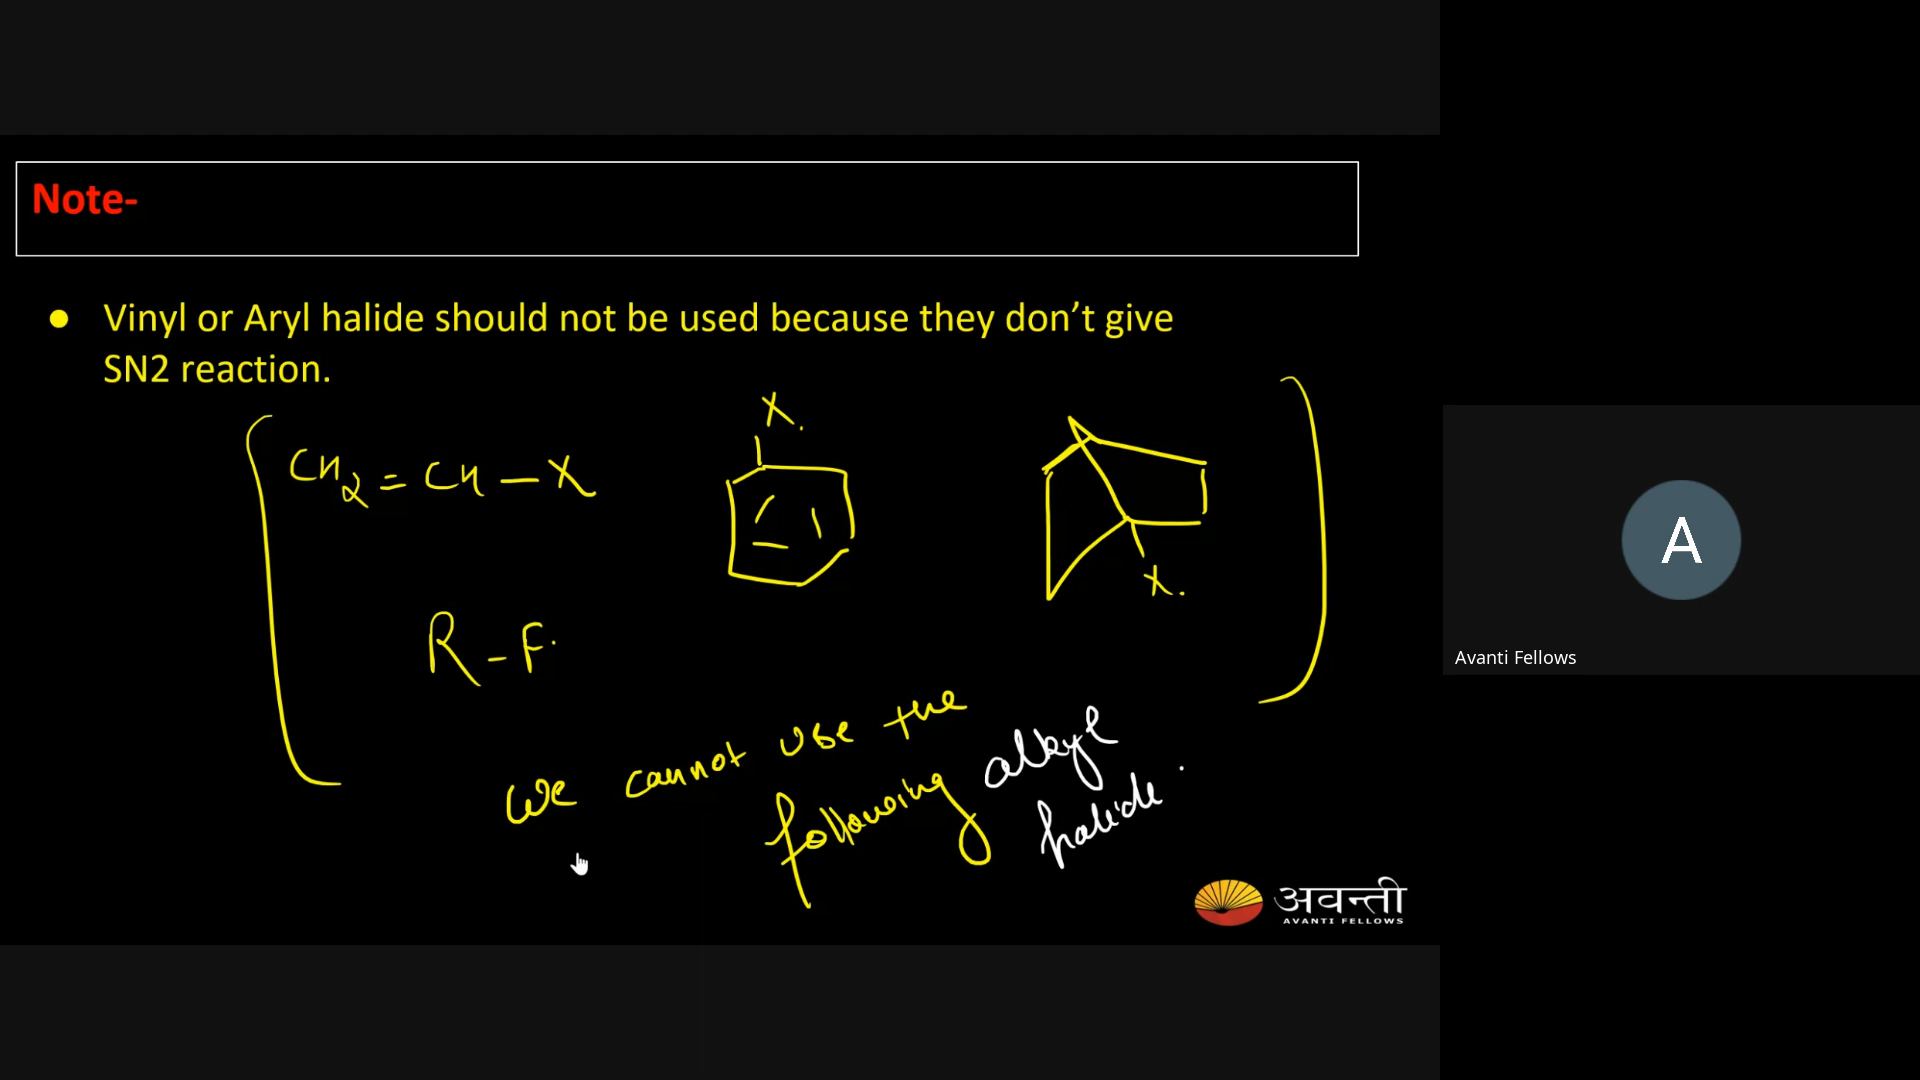 Note-
● Vinyl or Aryl halide should not be used because they don’t give
SN2 reaction.
CH2 = CH – X
X.
X.
R – F.
We cannot use the
following alkyl
halide.
A
Avanti Fellows
अवन्ती
AVANTI FELLOWS